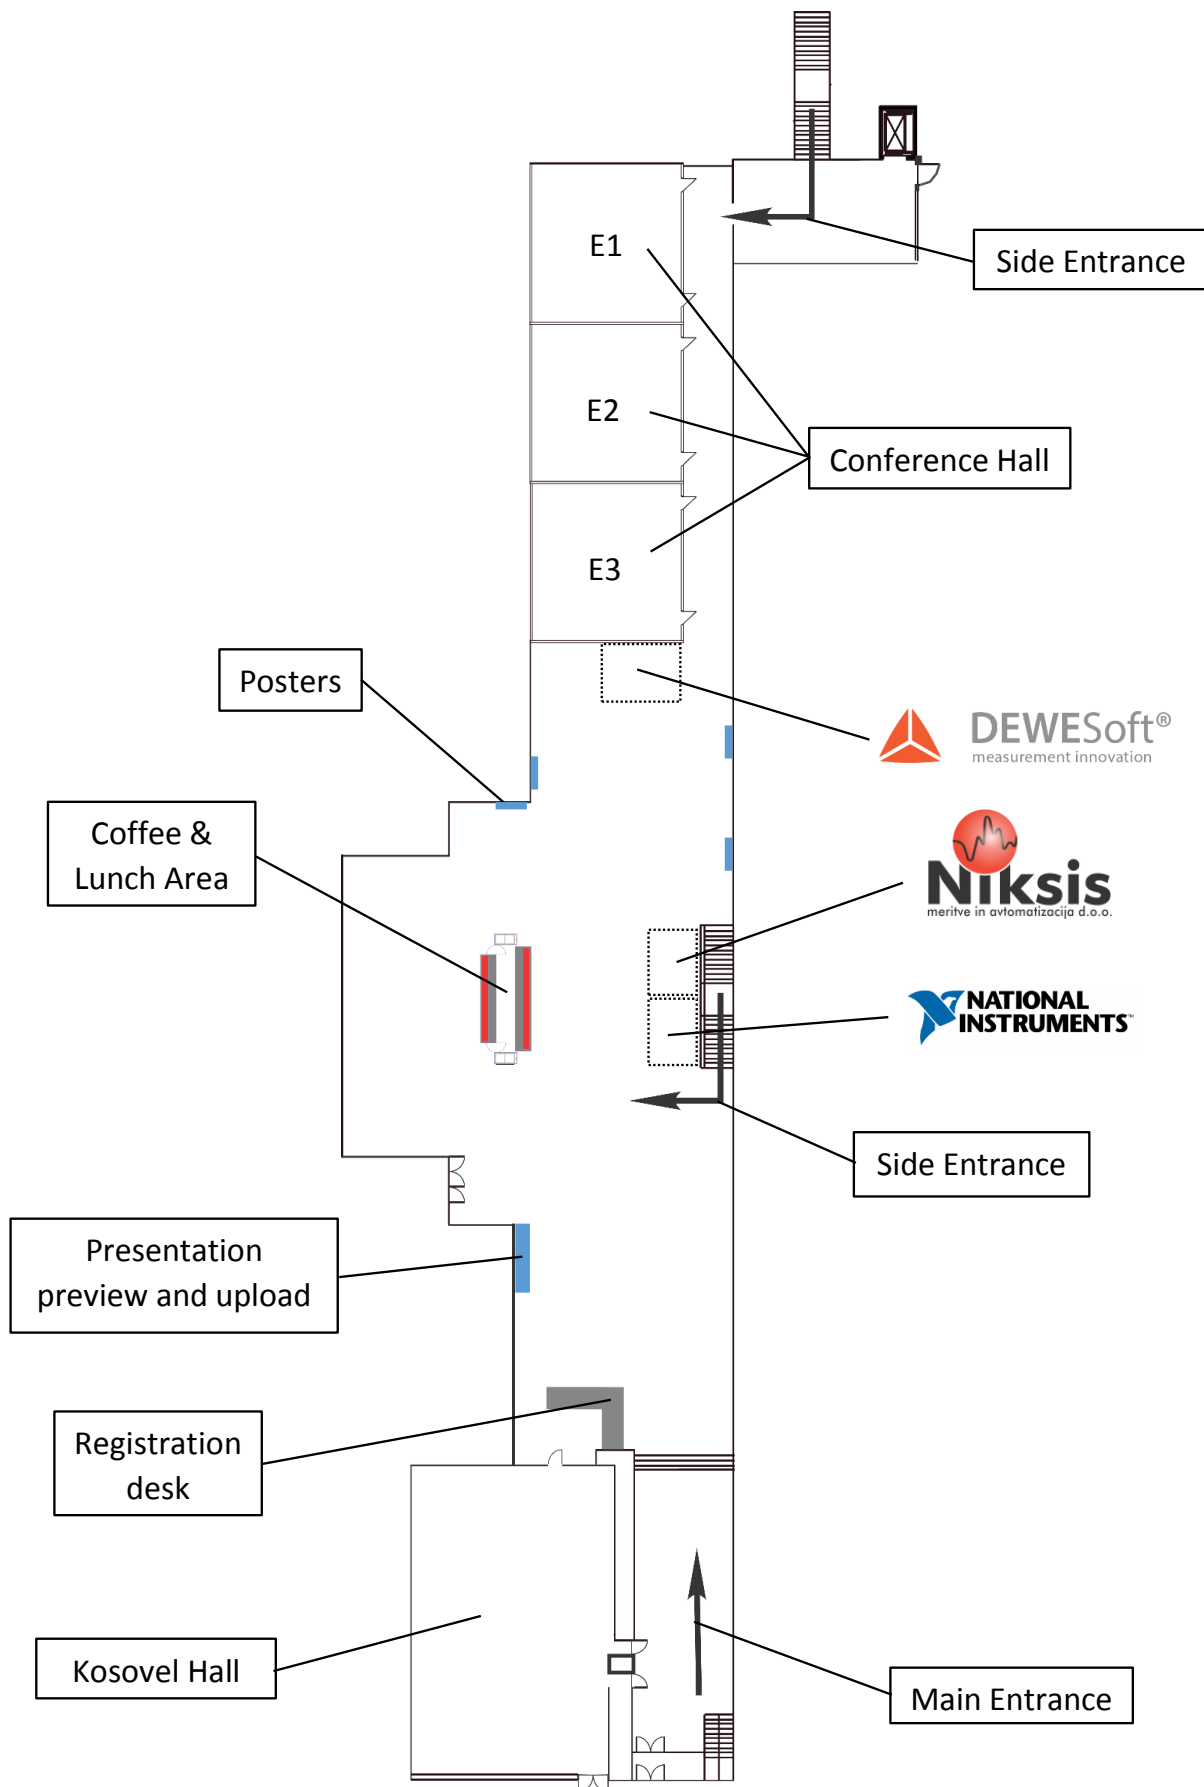 E1
Side Entrance
E2
Conference Hall
E3
Posters
DEWESoft®
measurement innovation
Coffee &
Lunch Area
Niksis
meritve in avtomatizacija d.o.o.
NATIONAL
INSTRUMENTS™
Side Entrance
Presentation
preview and upload
Registration
desk
Kosovel Hall
Main Entrance